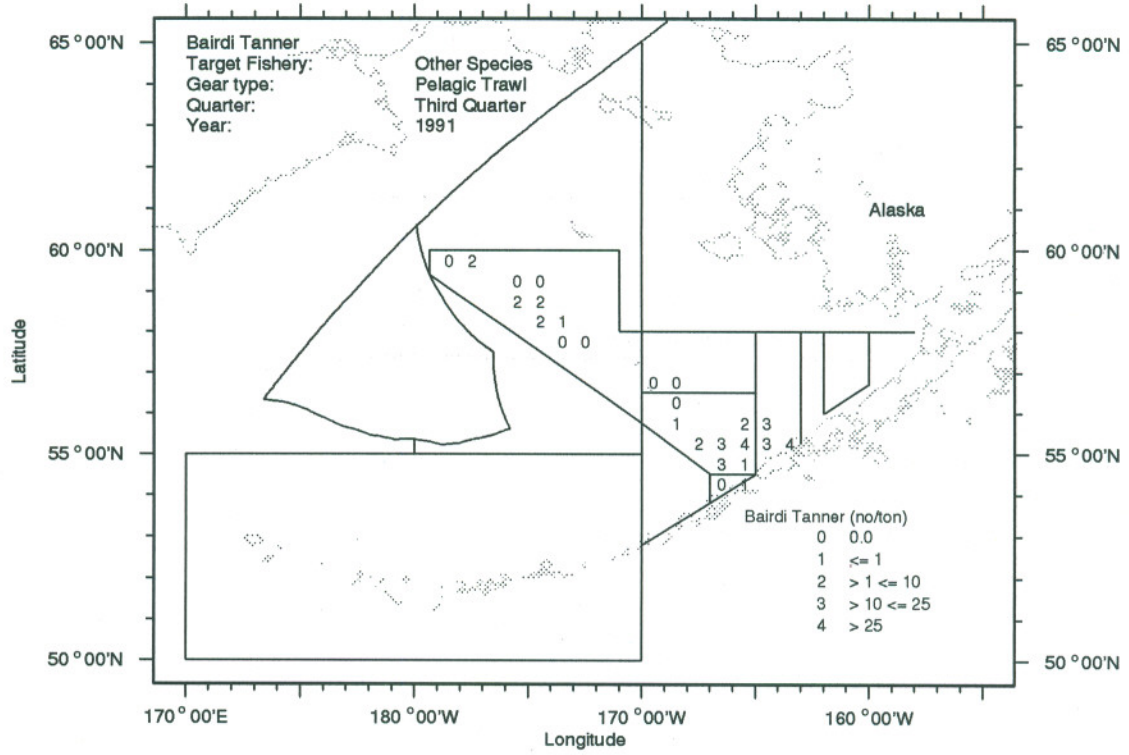 65°00'N
65°00'N
Bairdi Tanner
Target Fishery: Other Species
Gear type: Pelagic Trawl
Quarter: Third Quarter
Year: 1991
Alaska
60°00'N
60°00'N
0 2
0 0
2 2
2 1
0 0
Latitude
0 0
0
1 2 3
2 3 4 3 4
55°00'N
55°00'N
3 1
0 1
Bairdi Tanner (no/ton)
0 0.0
1 <= 1
2 > 1 <= 10
3 > 10 <= 25
4 > 25
50°00'N
50°00'N
170°00'E
180°00'W
170°00'W
160°00'W
Longitude